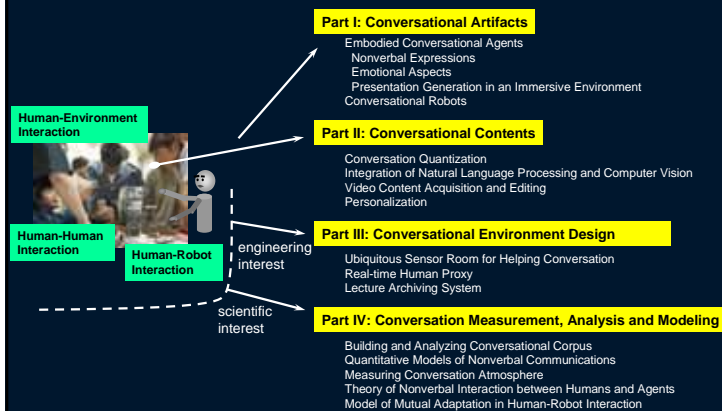 Part I: Conversational Artifacts
Embodied Conversational Agents
Nonverbal Expressions
Emotional Aspects
Presentation Generation in an Immersive Environment
Conversational Robots
Human-Environment
Interaction
Part II: Conversational Contents
Conversation Quantization
Integration of Natural Language Processing and Computer Vision
Video Content Acquisition and Editing
Personalization
Human-Human
Interaction
Human-Robot
Interaction
engineering
interest
Part III: Conversational Environment Design
Ubiquitous Sensor Room for Helping Conversation
Real-time Human Proxy
Lecture Archiving System
scientific
interest
Part IV: Conversation Measurement, Analysis and Modeling
Building and Analyzing Conversational Corpus
Quantitative Models of Nonverbal Communications
Measuring Conversation Atmosphere
Theory of Nonverbal Interaction between Humans and Agents
Model of Mutual Adaptation in Human-Robot Interaction